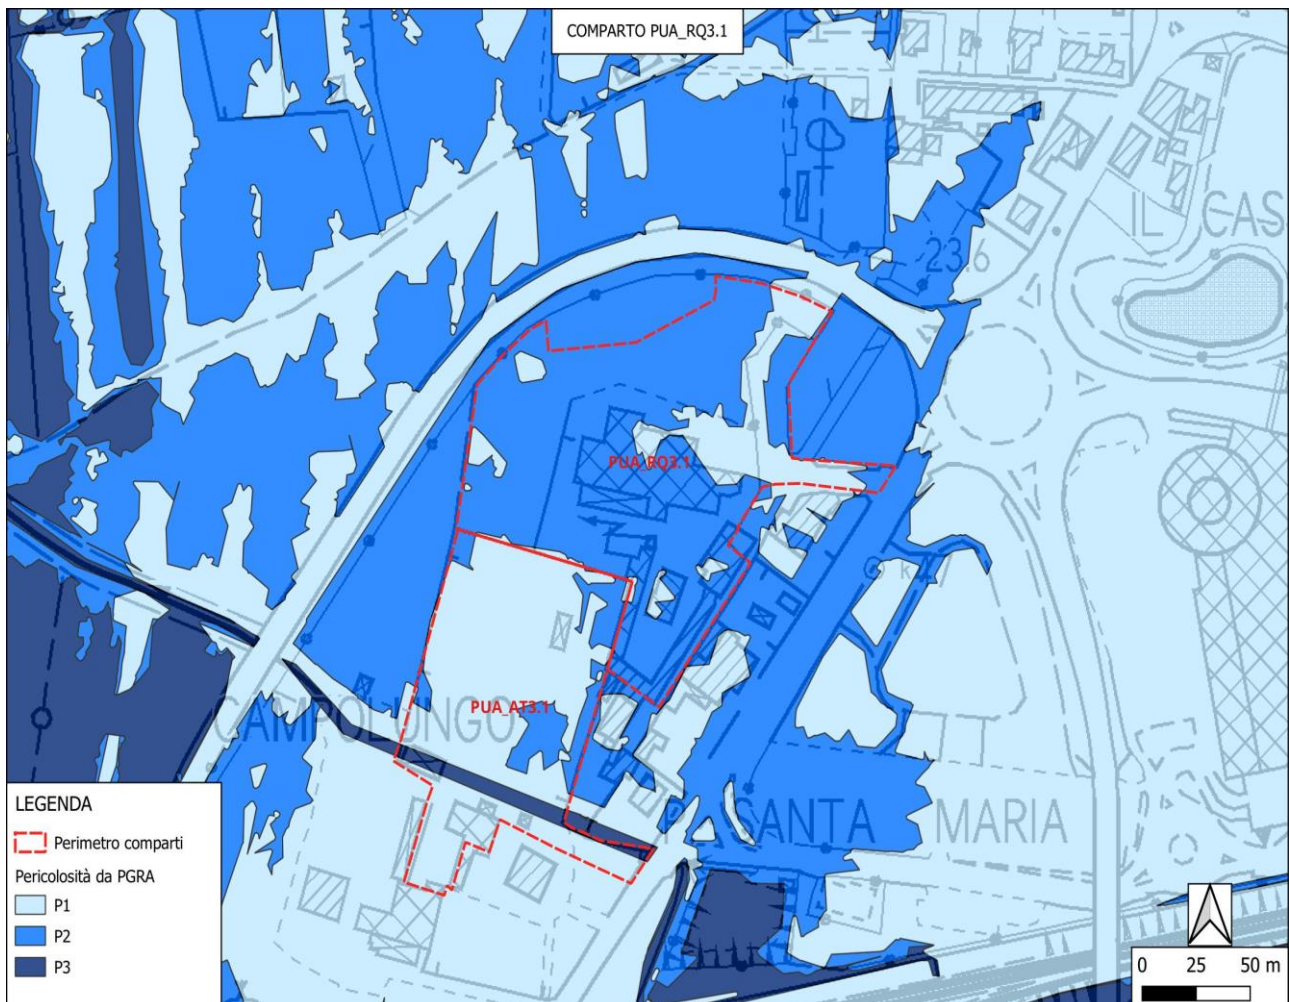 COMPARTO PUA_RQ3.1
IL CAS
23.6
PUA_RQ3.1
PUA_AT3.1
CAMPOLUNGO
SANTA MARIA
LEGENDA
Perimetro comparti
Pericolosità da PGRA
P1
P2
P3
0 25 50 m